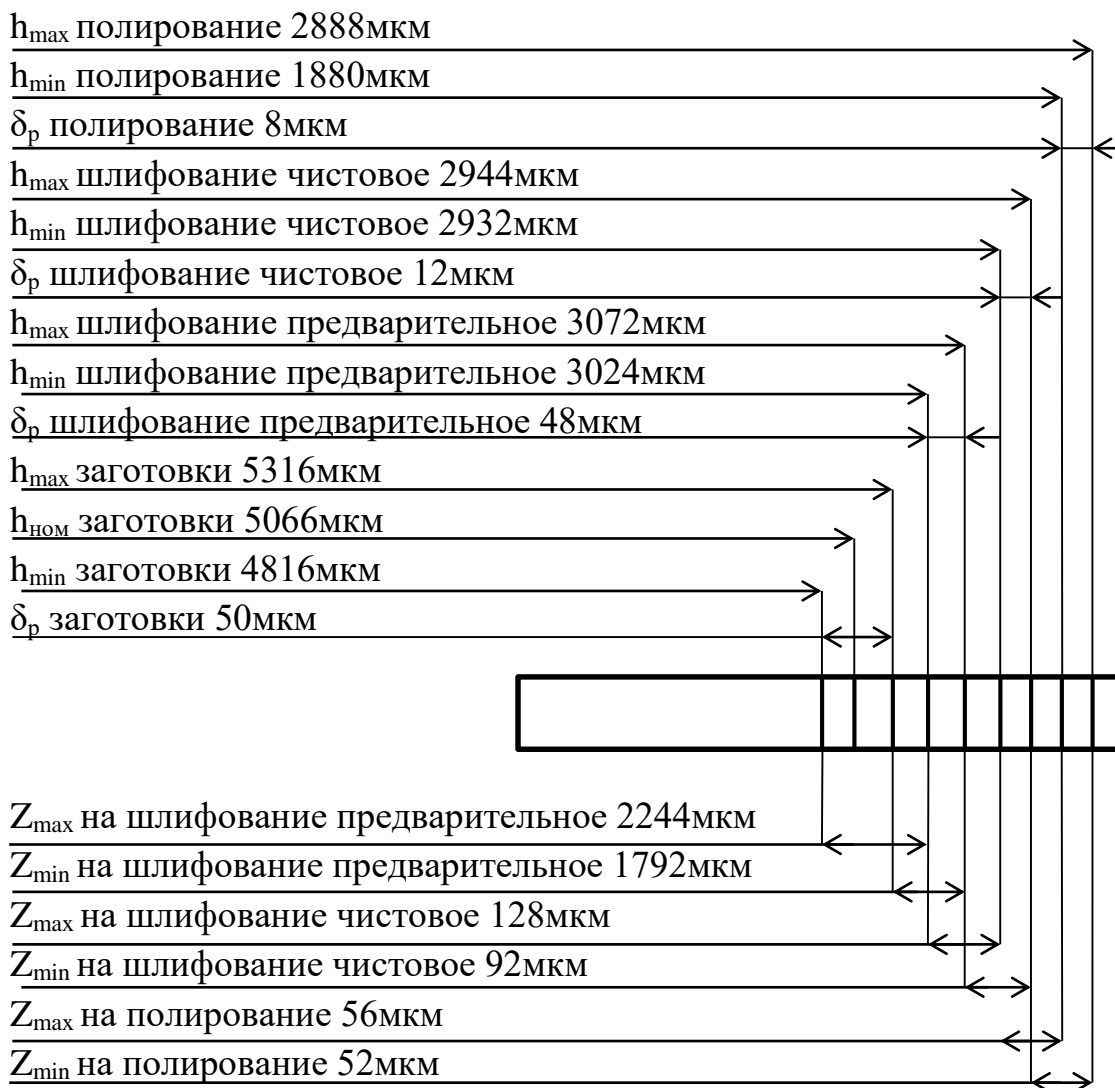 hmax полирование 2888мкм
hmin полирование 1880мкм
δр полирование 8мкм
hmax шлифование чистовое 2944мкм
hmin шлифование чистовое 2932мкм
δр шлифование чистовое 12мкм
hmax шлифование предварительное 3072мкм
hmin шлифование предварительное 3024мкм
δр шлифование предварительное 48мкм
hmax заготовки 5316мкм
hном заготовки 5066мкм
hmin заготовки 4816мкм
δр заготовки 50мкм
Zmax на шлифование предварительное 2244мкм
Zmin на шлифование предварительное 1792мкм
Zmax на шлифование чистовое 128мкм
Zmin на шлифование чистовое 92мкм
Zmax на полирование 56мкм
Zmin на полирование 52мкм